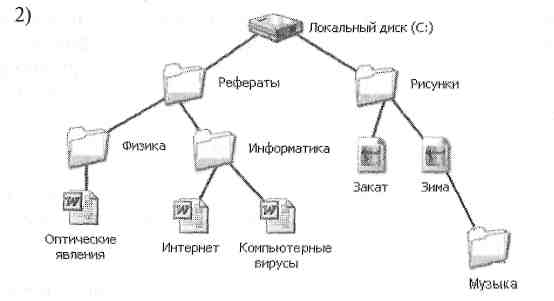 2)
Локальный диск (C:)
Рефераты
Рисунки
Физика
Информатика
Закат
Зима
Оптические
явления
Интернет
Компьютерные
вирусы
Музыка